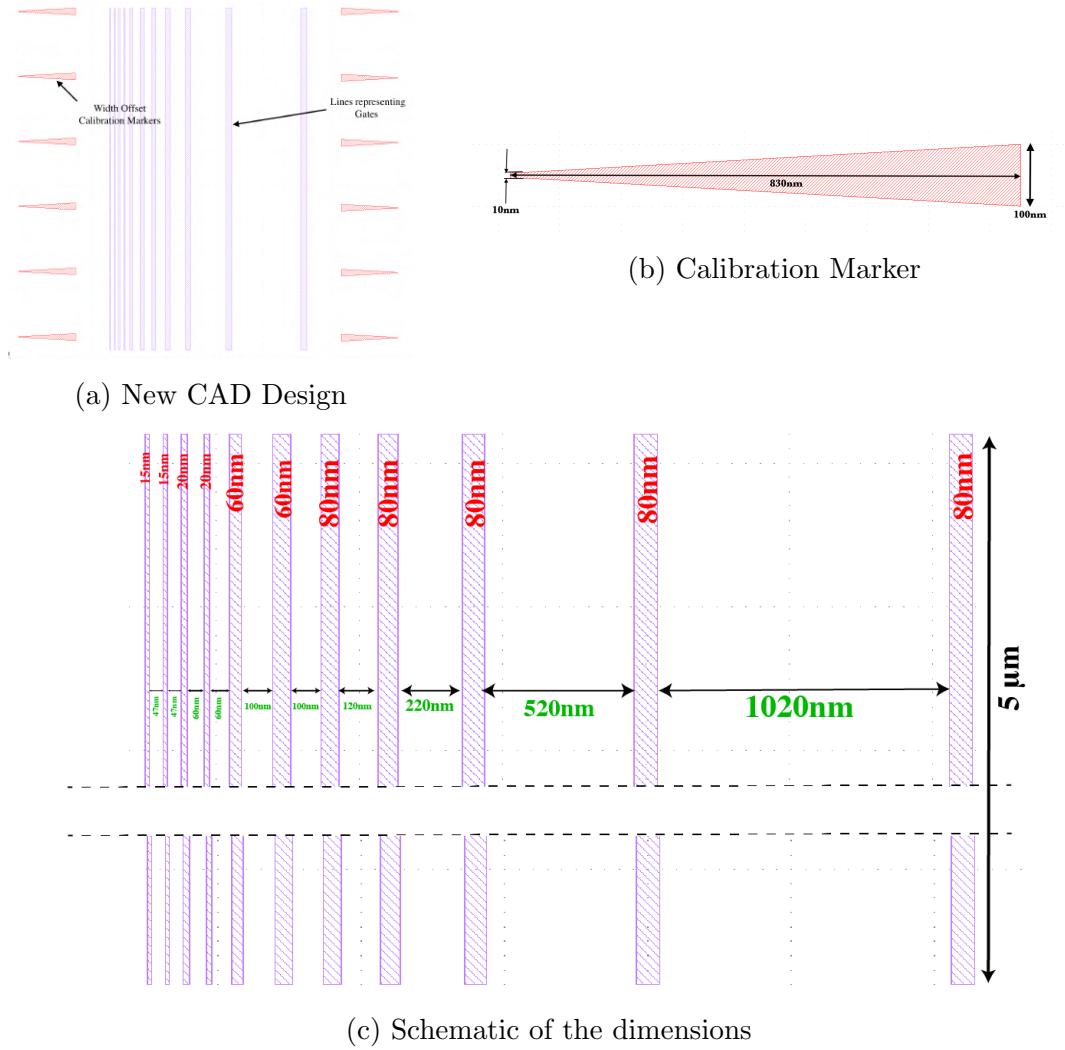 Width Offset
Calibration Markers
Lines representing
Gates
(a) New CAD Design
10nm
830nm
100nm
(b) Calibration Marker
15nm
15nm
20nm
20nm
60nm
60nm
80nm
80nm
80nm
80nm
80nm
47nm
47nm
60nm
60nm
100nm
100nm
120nm
220nm
520nm
1020nm
5 μm
(c) Schematic of the dimensions